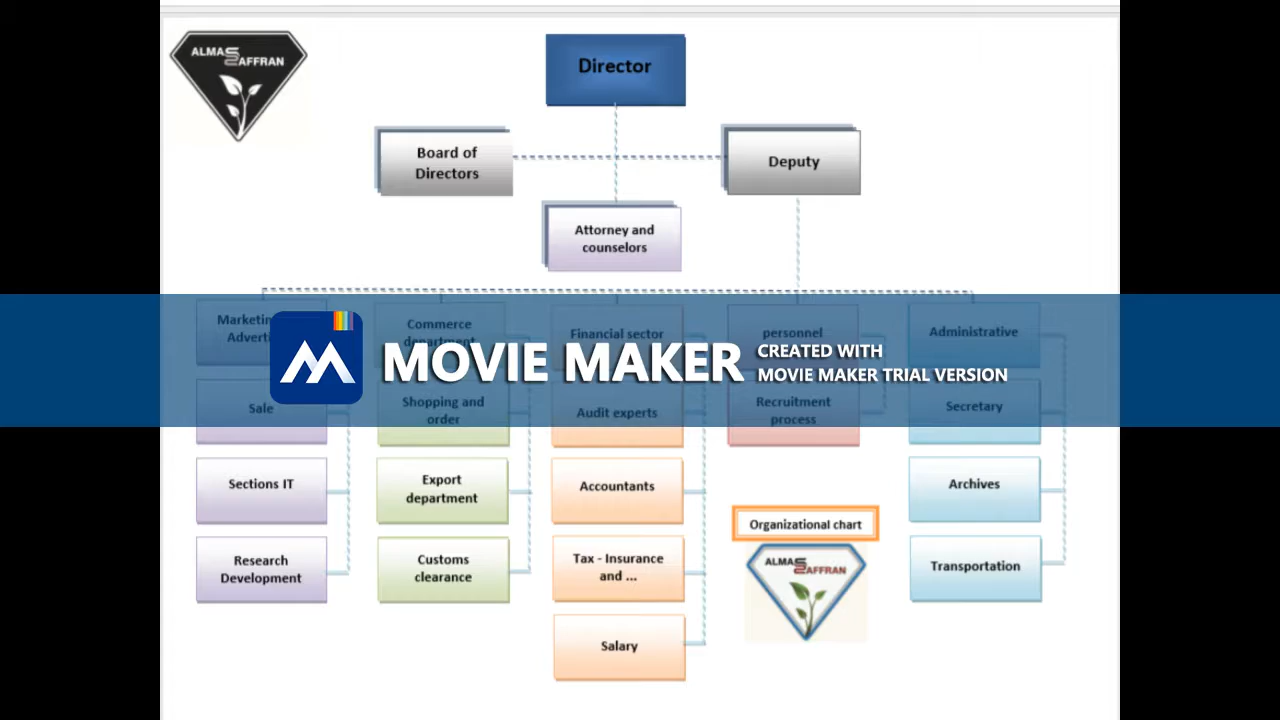 ALMAS
SAFFRAN
Director
Board of
Directors
Deputy
Attorney and
counselors
Commerce
department
Financial sector
personnel
Administrative
MOVIE MAKER
CREATED WITH
MOVIE MAKER TRIAL VERSION
Sale
Shopping and
order
Audit experts
Recruitment
process
Secretary
Sections IT
Export
department
Accountants
Archives
Organizational chart
Research
Development
Customs
clearance
Tax - Insurance
and ...
ALMAS
SAFFRAN
Transportation
Salary